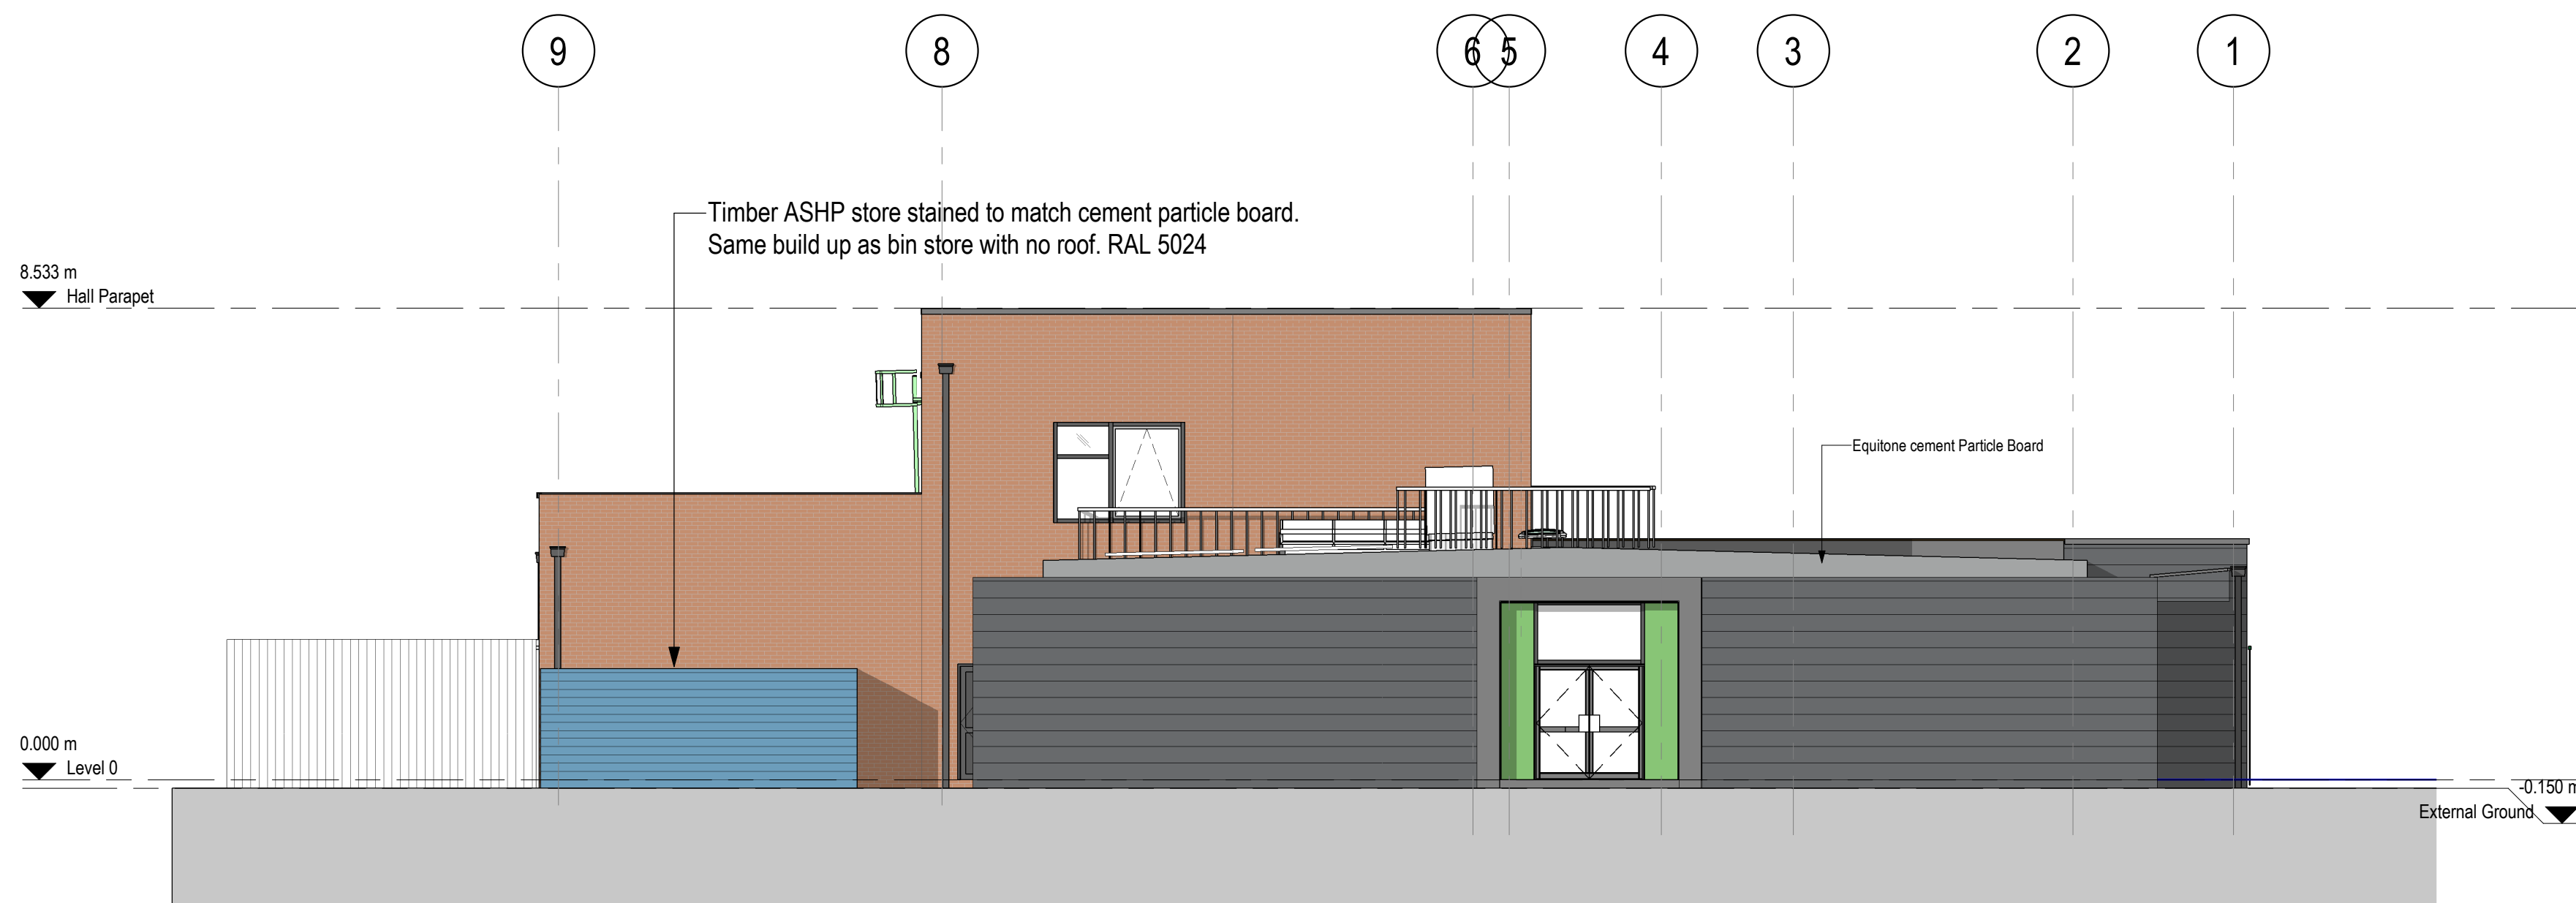 9
8
6
5
4
3
2
1
Timber ASHP store stained to match cement particle board.
Same build up as bin store with no roof. RAL 5024
8.533 m
Hall Parapet
Equitone cement Particle Board
0.000 m
Level 0
-0.150 m
External Ground